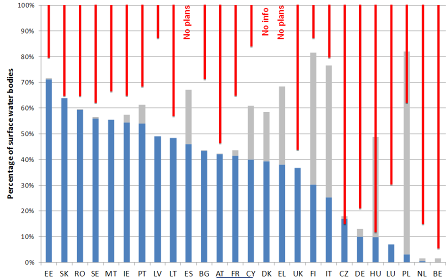 100%
90%
80%
70%
60%
50%
40%
30%
20%
10%
0%
Percentage of surface water bodies
No plans
No info
No plans
EE SK RO SE MT IE PT LV LT ES BG AT FR CY DK EL UK FI IT CZ DE HU LU PL NL BE